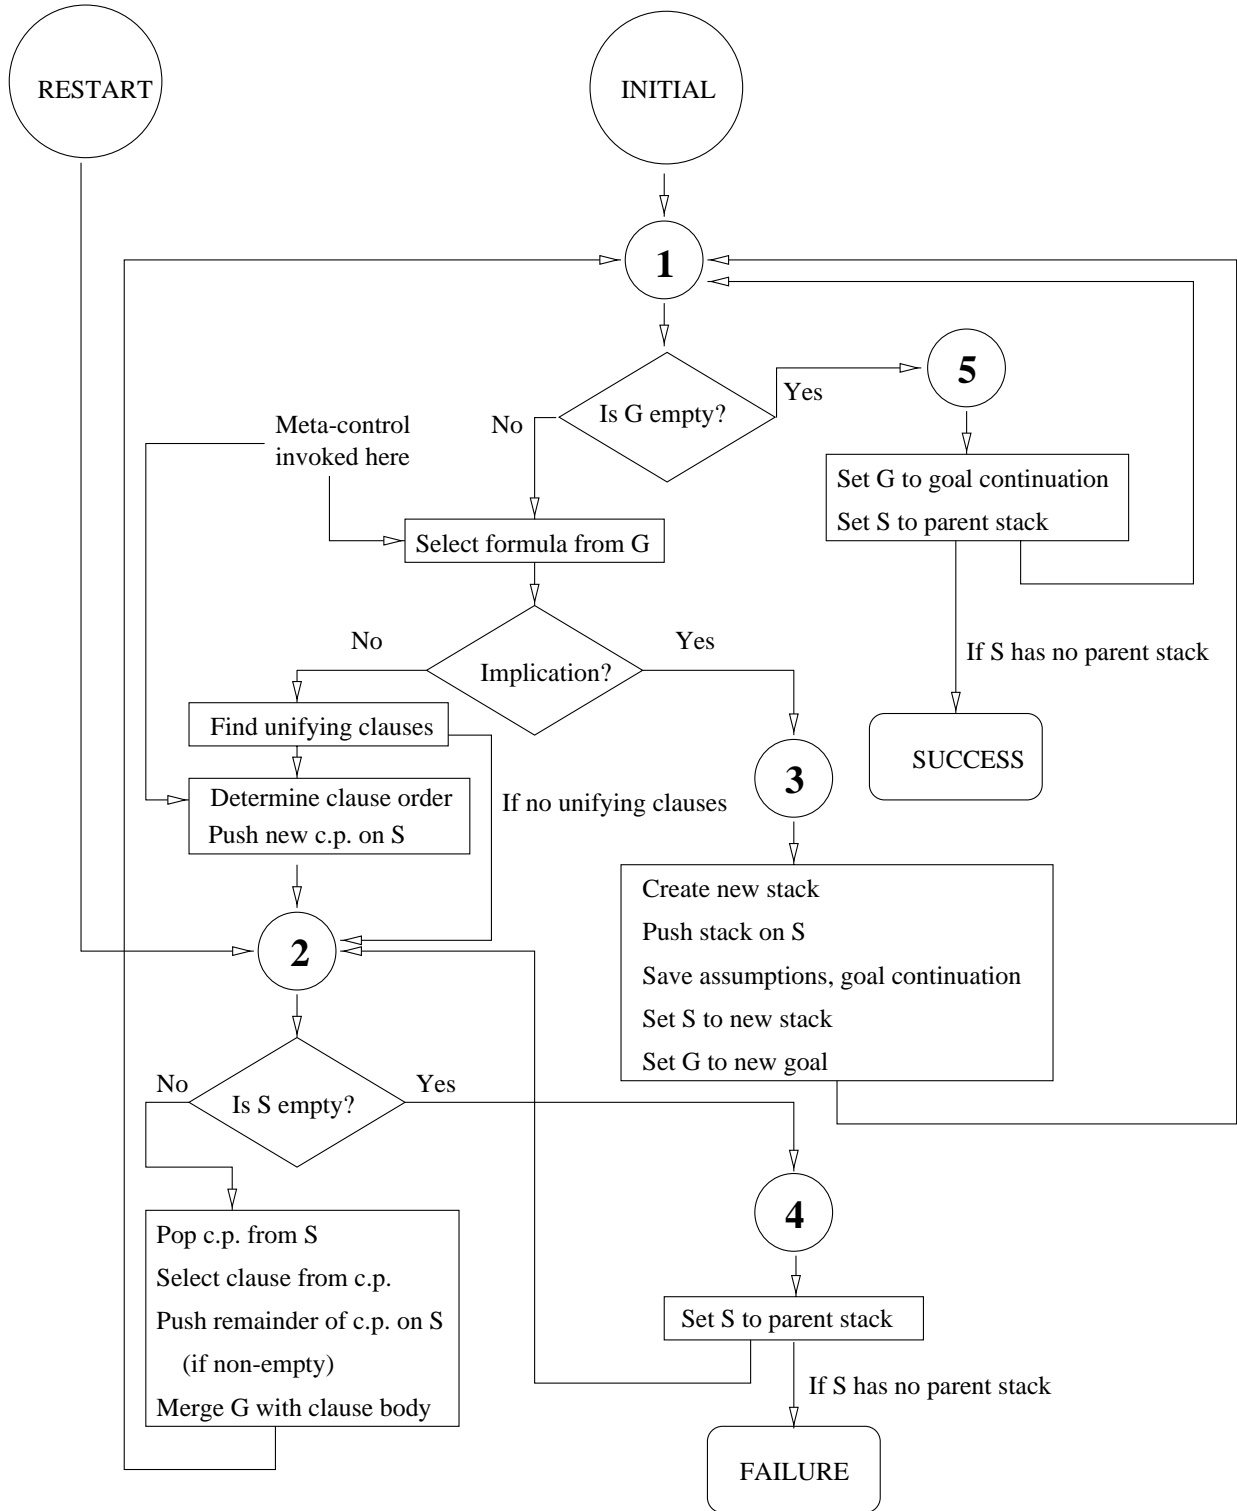 RESTART
INITIAL
1
5
Is G empty?
Yes
No
Meta-control
invoked here
Set G to goal continuation
Set S to parent stack
Select formula from G
No
Yes
Implication?
If S has no parent stack
Find unifying clauses
SUCCESS
3
Determine clause order
Push new c.p. on S
If no unifying clauses
Create new stack
Push stack on S
Save assumptions, goal continuation
Set S to new stack
Set G to new goal
2
No
Yes
Is S empty?
4
Pop c.p. from S
Select clause from c.p.
Push remainder of c.p. on S
(if non-empty)
Merge G with clause body
Set S to parent stack
If S has no parent stack
FAILURE